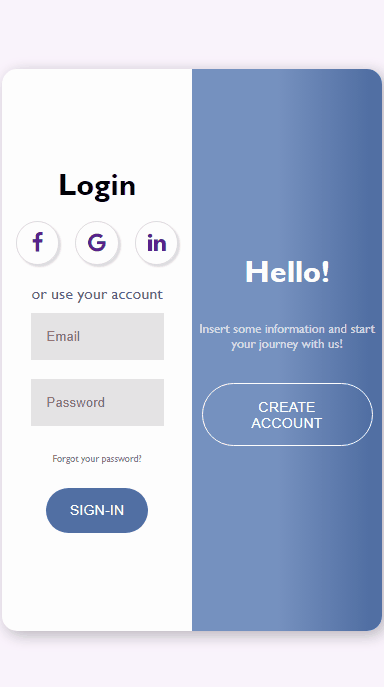 Login
f G in
or use your account
Email
Password
Forgot your password?
SIGN-IN
Hello!
Insert some information and start
your journey with us!
CREATE
ACCOUNT